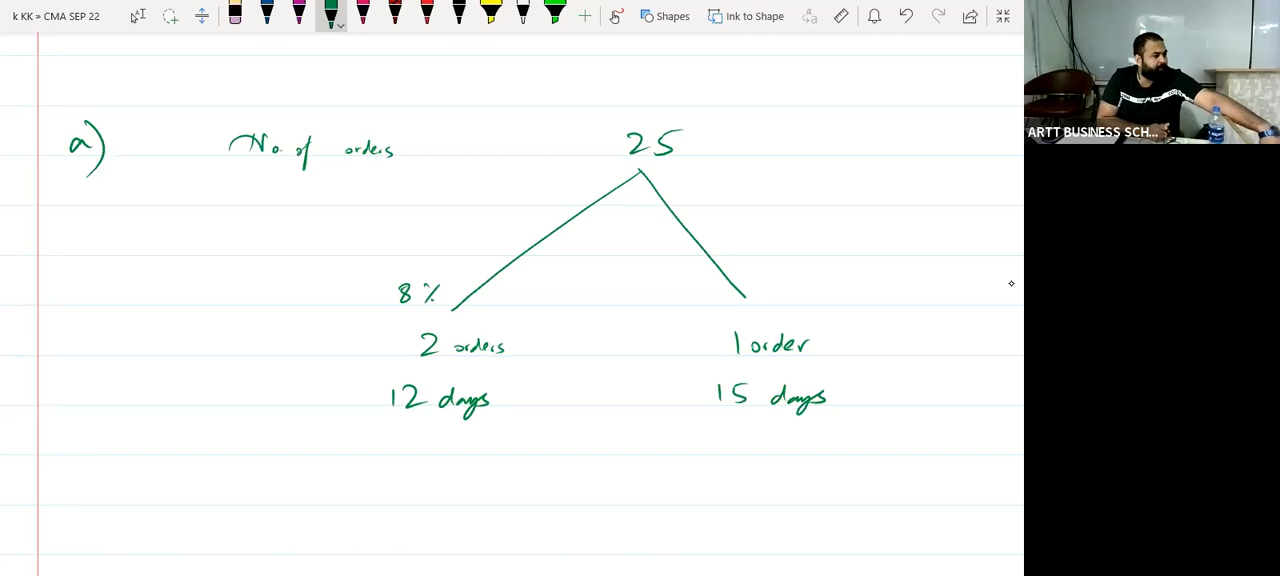 k KK » CMA SEP 22
Shapes
Ink to Shape
a) No. of orders 25
8 %
2 orders 1 order
12 days 15 days
ARTT BUSINESS SCH...